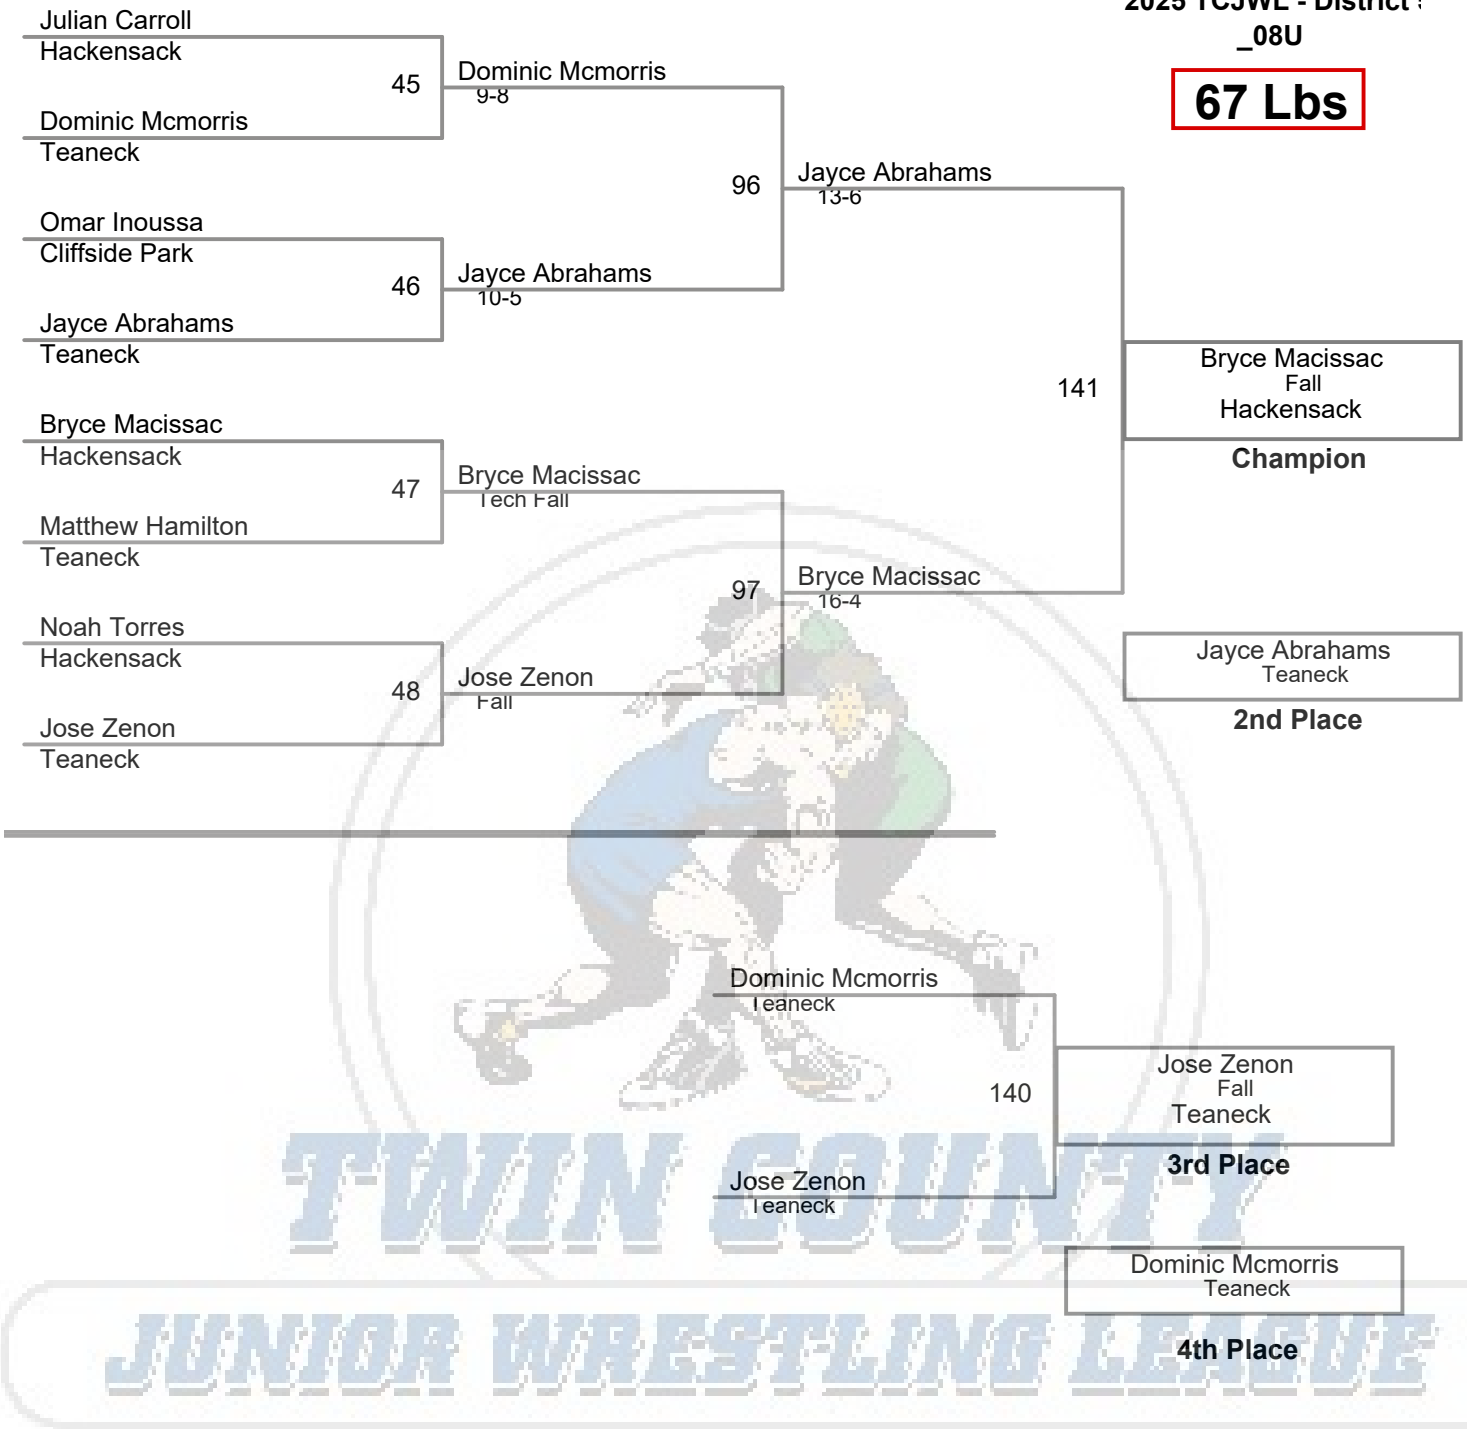 2025 TCJWL - District
_08U
67 Lbs
Julian Carroll
Hackensack
45
Dominic Mcmorris
9-8
Dominic Mcmorris
Teaneck
96
Jayce Abrahams
13-6
Omar Inoussa
Cliffside Park
46
Jayce Abrahams
10-5
Jayce Abrahams
Teaneck
141
Bryce Macissac
Fall
Hackensack
Champion
Bryce Macissac
Hackensack
47
Bryce Macissac
Tech Fall
Matthew Hamilton
Teaneck
97
Bryce Macissac
16-4
Noah Torres
Hackensack
48
Jose Zenon
Fall
Jose Zenon
Teaneck
Jayce Abrahams
Teaneck
2nd Place
Dominic Mcmorris
Teaneck
140
Jose Zenon
Fall
Teaneck
3rd Place
Jose Zenon
Teaneck
Dominic Mcmorris
Teaneck
4th Place
TWIN COUNTY
JUNIOR WRESTLING LEAGUE